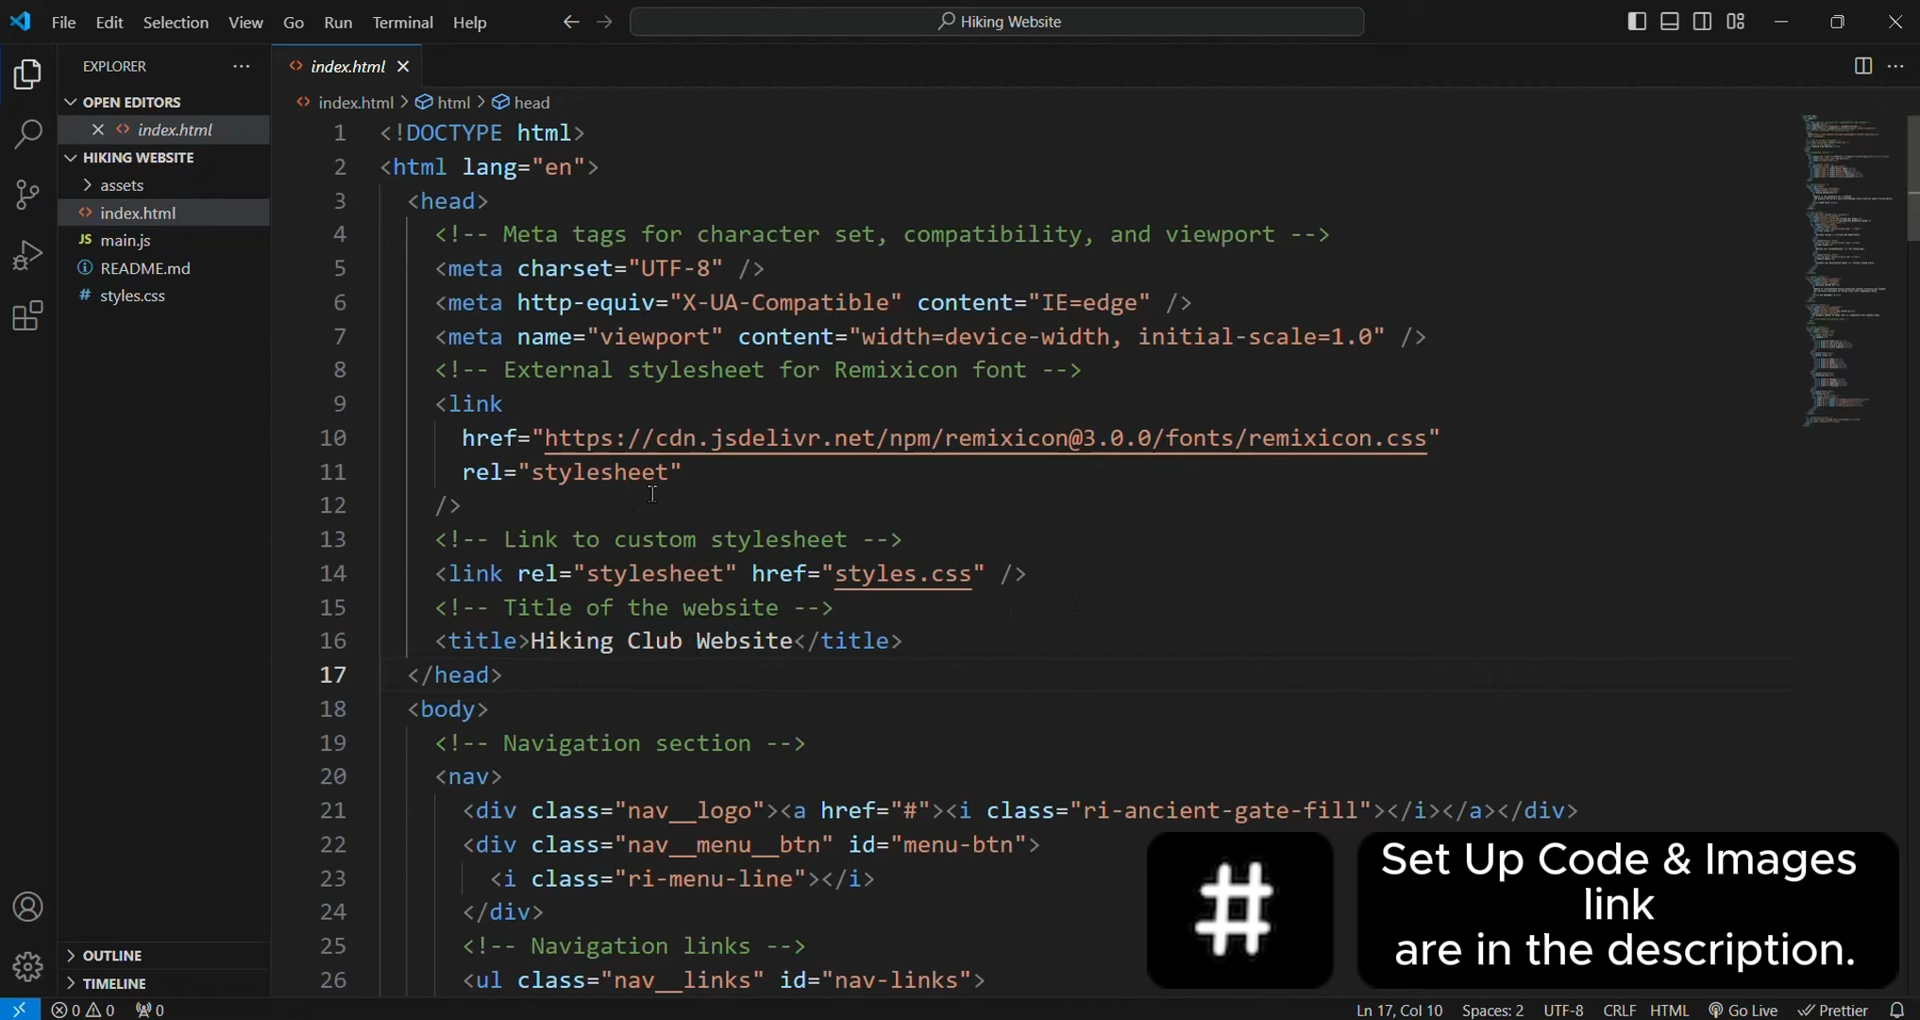 File Edit Selection View Go Run Terminal Help
Hiking Website
EXPLORER
OPEN EDITORS
index.html
HIKING WEBSITE
assets
index.html
JS main.js
README.md
# styles.css
OUTLINE
TIMELINE
index.html
index.html > html > head
1 <!DOCTYPE html>
2 <html lang="en">
3 <head>
4 <!-- Meta tags for character set, compatibility, and viewport -->
5 <meta charset="UTF-8" />
6 <meta http-equiv="X-UA-Compatible" content="IE=edge" />
7 <meta name="viewport" content="width=device-width, initial-scale=1.0" />
8 <!-- External stylesheet for Remixicon font -->
9 <link
10 href="https://cdn.jsdelivr.net/npm/remixicon@3.0.0/fonts/remixicon.css"
11 rel="stylesheet"
12 />
13 <!-- Link to custom stylesheet -->
14 <link rel="stylesheet" href="styles.css" />
15 <!-- Title of the website -->
16 <title>Hiking Club Website</title>
17 </head>
18 <body>
19 <!-- Navigation section -->
20 <nav>
21 <div class="nav__logo"><a href="#"><i class="ri-ancient-gate-fill"></i></a></div>
22 <div class="nav__menu__btn" id="menu-btn">
23 <i class="ri-menu-line"></i>
24 </div>
25 <!-- Navigation links -->
26 <ul class="nav__links" id="nav-links">
#
Set Up Code & Images
link
are in the description.
0 0 0
Ln 17, Col 10 Spaces: 2 UTF-8 CRLF HTML Go Live Prettier